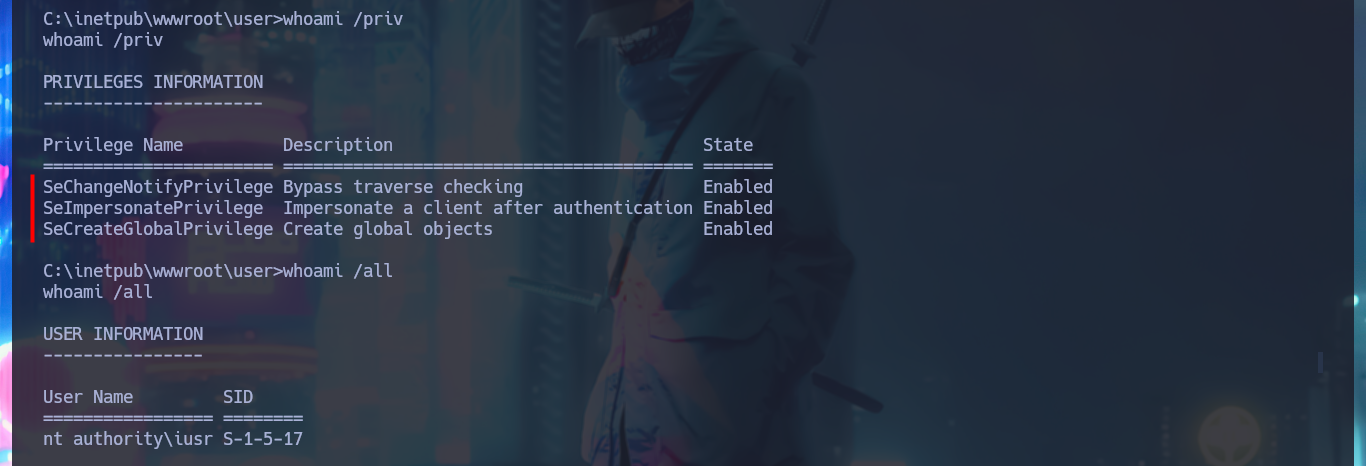 C:\inetpub\wwwroot\user>whoami /priv
whoami /priv
PRIVILEGES INFORMATION
----------------------
Privilege Name          Description                               State
======================= ========================================= =======
SeChangeNotifyPrivilege Bypass traverse checking                  Enabled
SeImpersonatePrivilege  Impersonate a client after authentication Enabled
SeCreateGlobalPrivilege Create global objects                     Enabled
C:\inetpub\wwwroot\user>whoami /all
whoami /all
USER INFORMATION
----------------
User Name         SID
================= ========
nt authority\iusr S-1-5-17